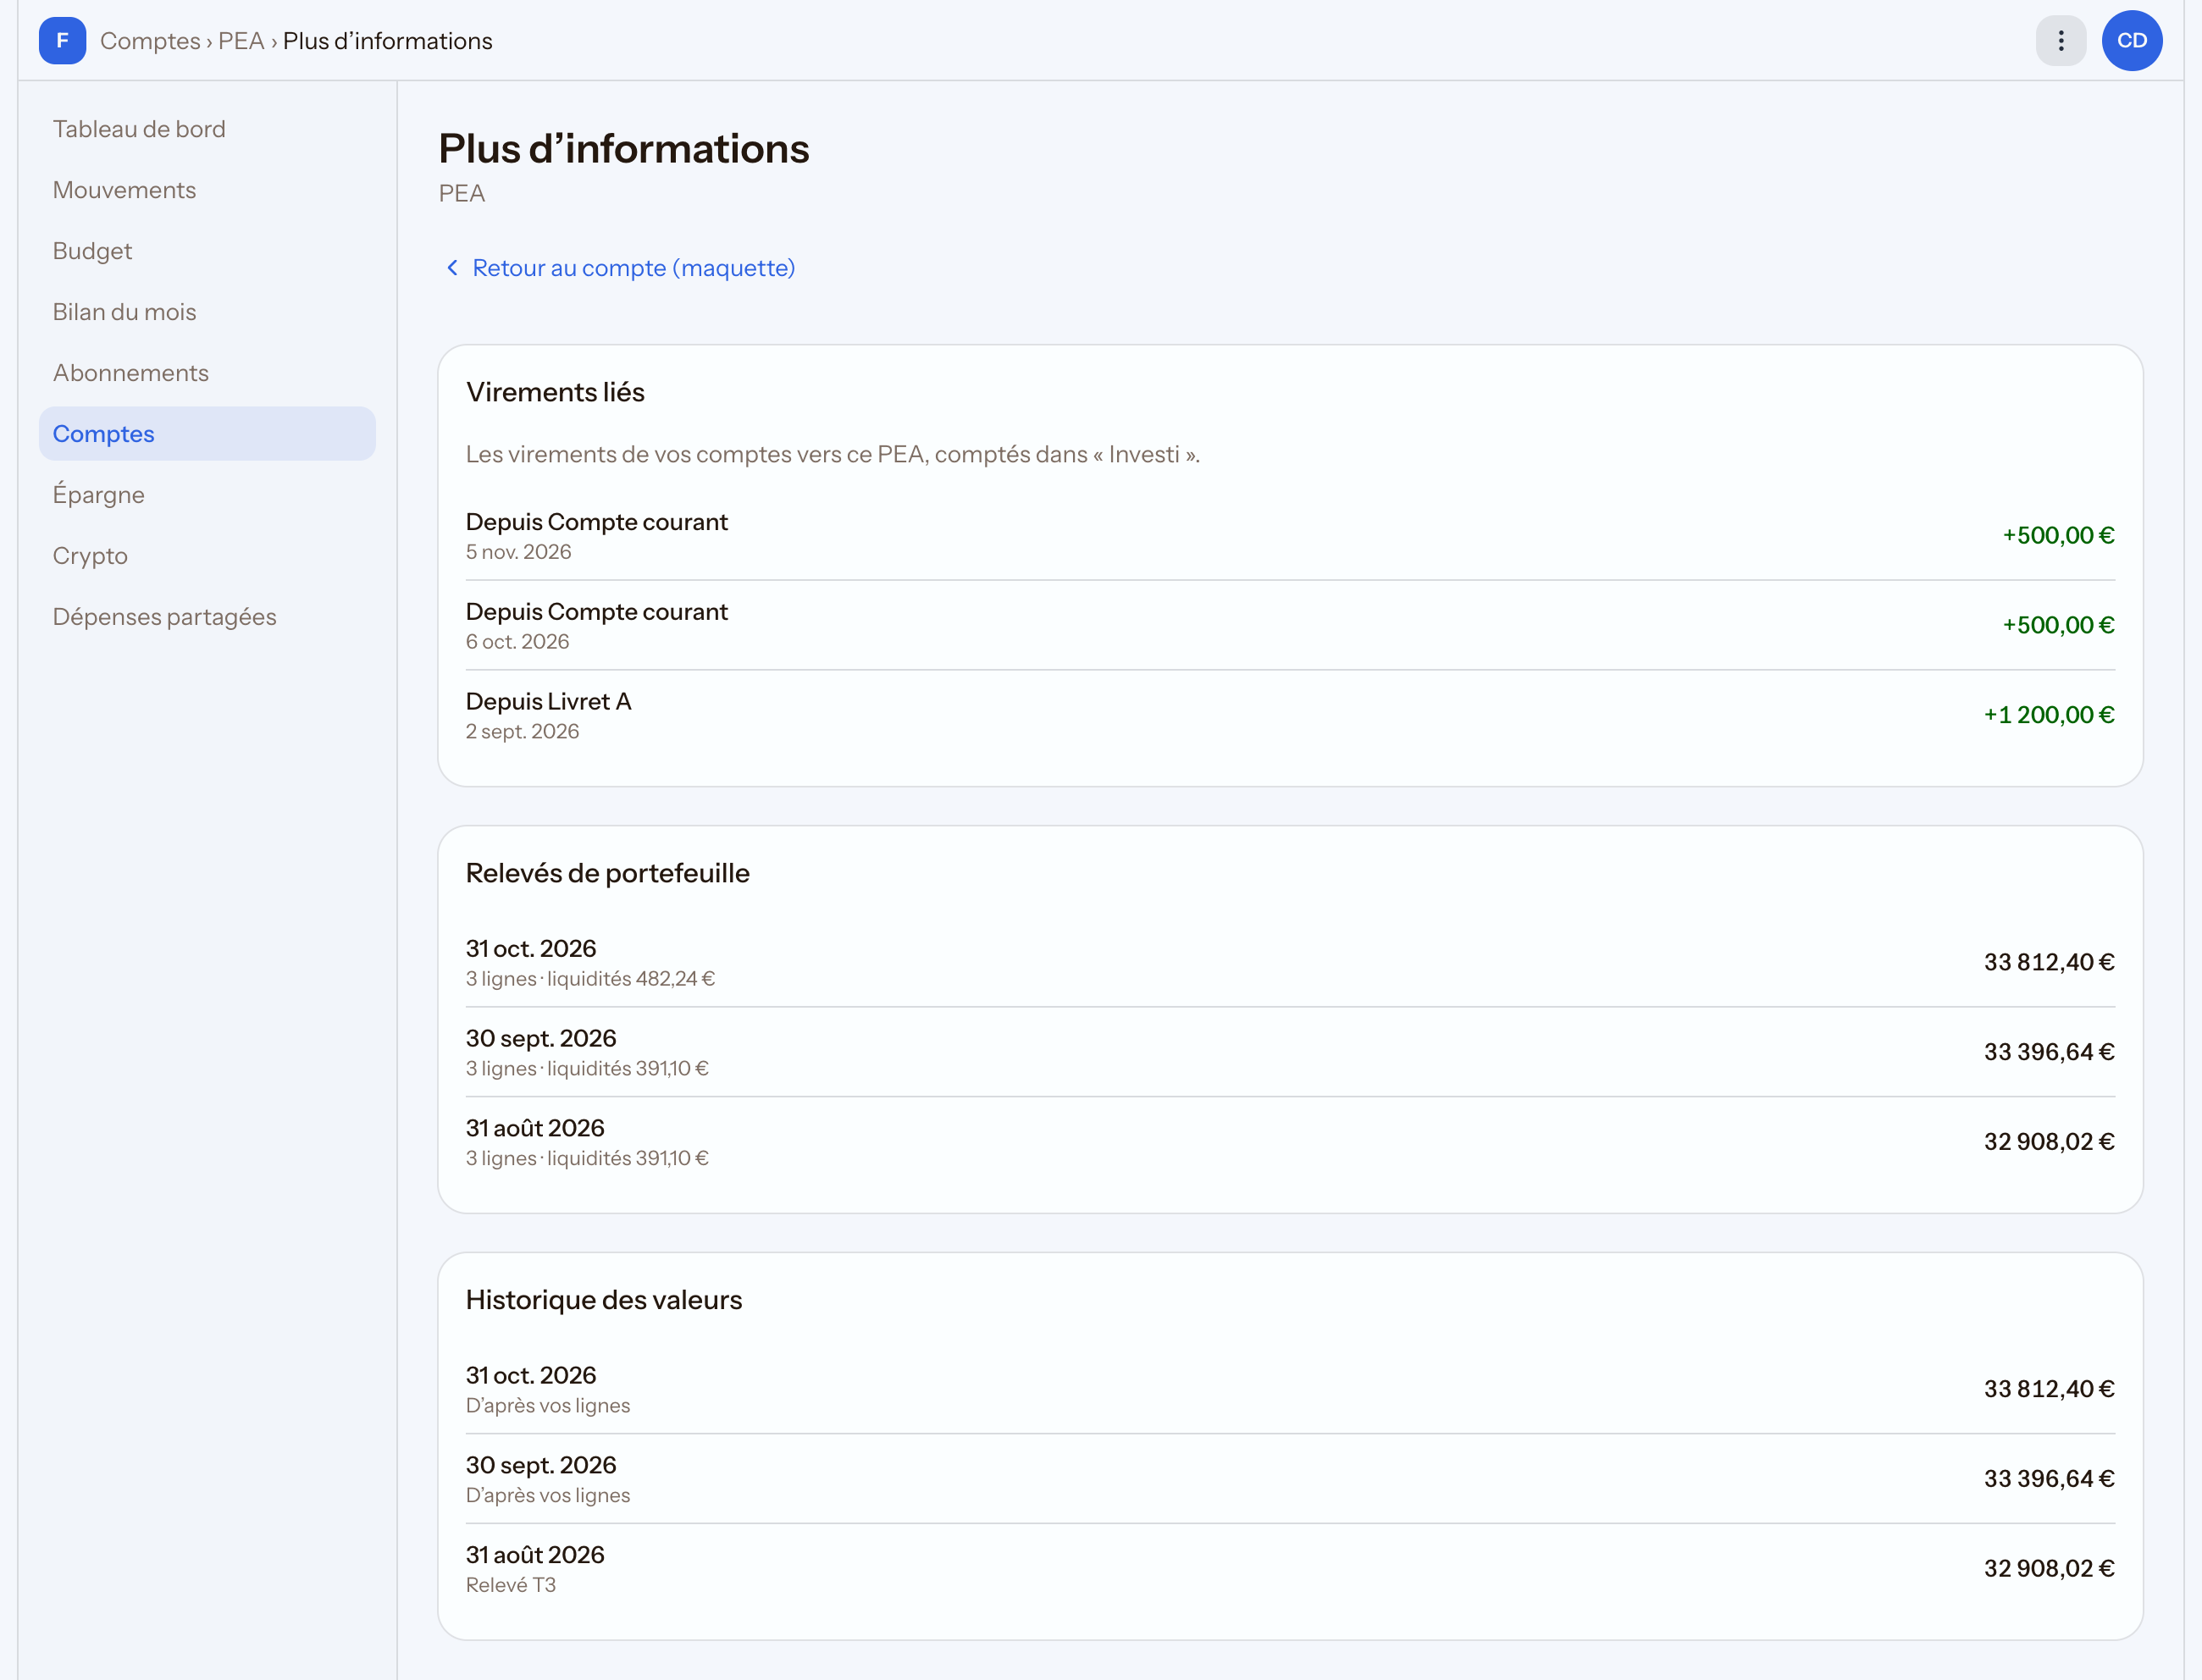 F Comptes › PEA › Plus d’informations
CD
Tableau de bord
Mouvements
Budget
Bilan du mois
Abonnements
Comptes
Épargne
Crypto
Dépenses partagées
Plus d’informations
PEA
Retour au compte (maquette)
Virements liés
Les virements de vos comptes vers ce PEA, comptés dans « Investi ».
Depuis Compte courant
5 nov. 2026
+500,00 €
Depuis Compte courant
6 oct. 2026
+500,00 €
Depuis Livret A
2 sept. 2026
+1 200,00 €
Relevés de portefeuille
31 oct. 2026
3 lignes · liquidités 482,24 €
33 812,40 €
30 sept. 2026
3 lignes · liquidités 391,10 €
33 396,64 €
31 août 2026
3 lignes · liquidités 391,10 €
32 908,02 €
Historique des valeurs
31 oct. 2026
D’après vos lignes
33 812,40 €
30 sept. 2026
D’après vos lignes
33 396,64 €
31 août 2026
Relevé T3
32 908,02 €